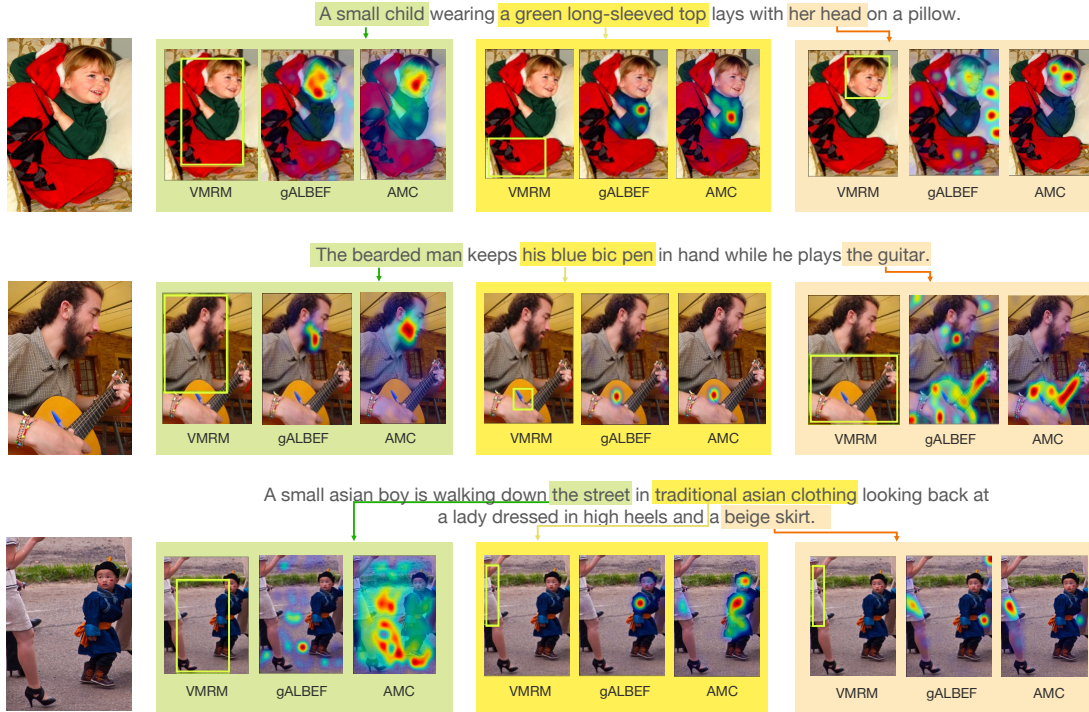 A small child wearing a green long-sleeved top lays with her head on a pillow.
VMRM gALBEF AMC VMRM gALBEF AMC VMRM gALBEF AMC
The bearded man keeps his blue bic pen in hand while he plays the guitar.
VMRM gALBEF AMC VMRM gALBEF AMC VMRM gALBEF AMC
A small asian boy is walking down the street in traditional asian clothing looking back at
a lady dressed in high heels and a beige skirt.
VMRM gALBEF AMC VMRM gALBEF AMC VMRM gALBEF AMC